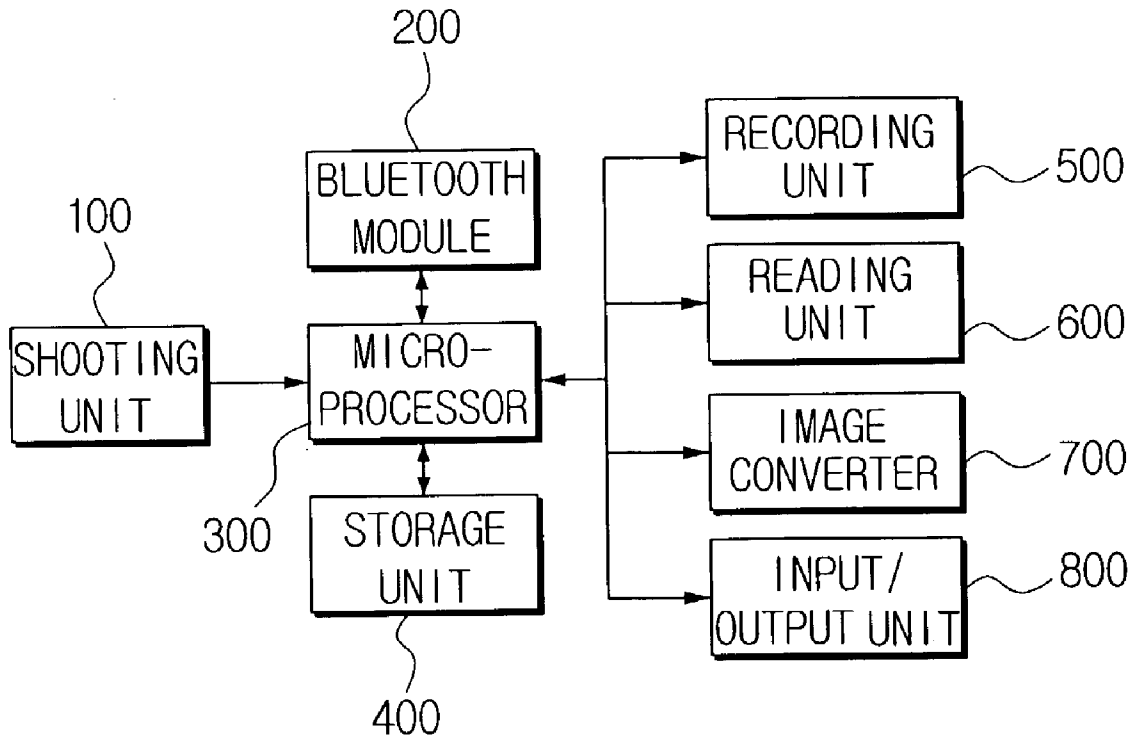 200
BLUETOOTH
MODULE
100
SHOOTING
UNIT
MICRO-
PROCESSOR
300
STORAGE
UNIT
400
RECORDING
UNIT
500
READING
UNIT
600
IMAGE
CONVERTER
700
INPUT/
OUTPUT UNIT
800